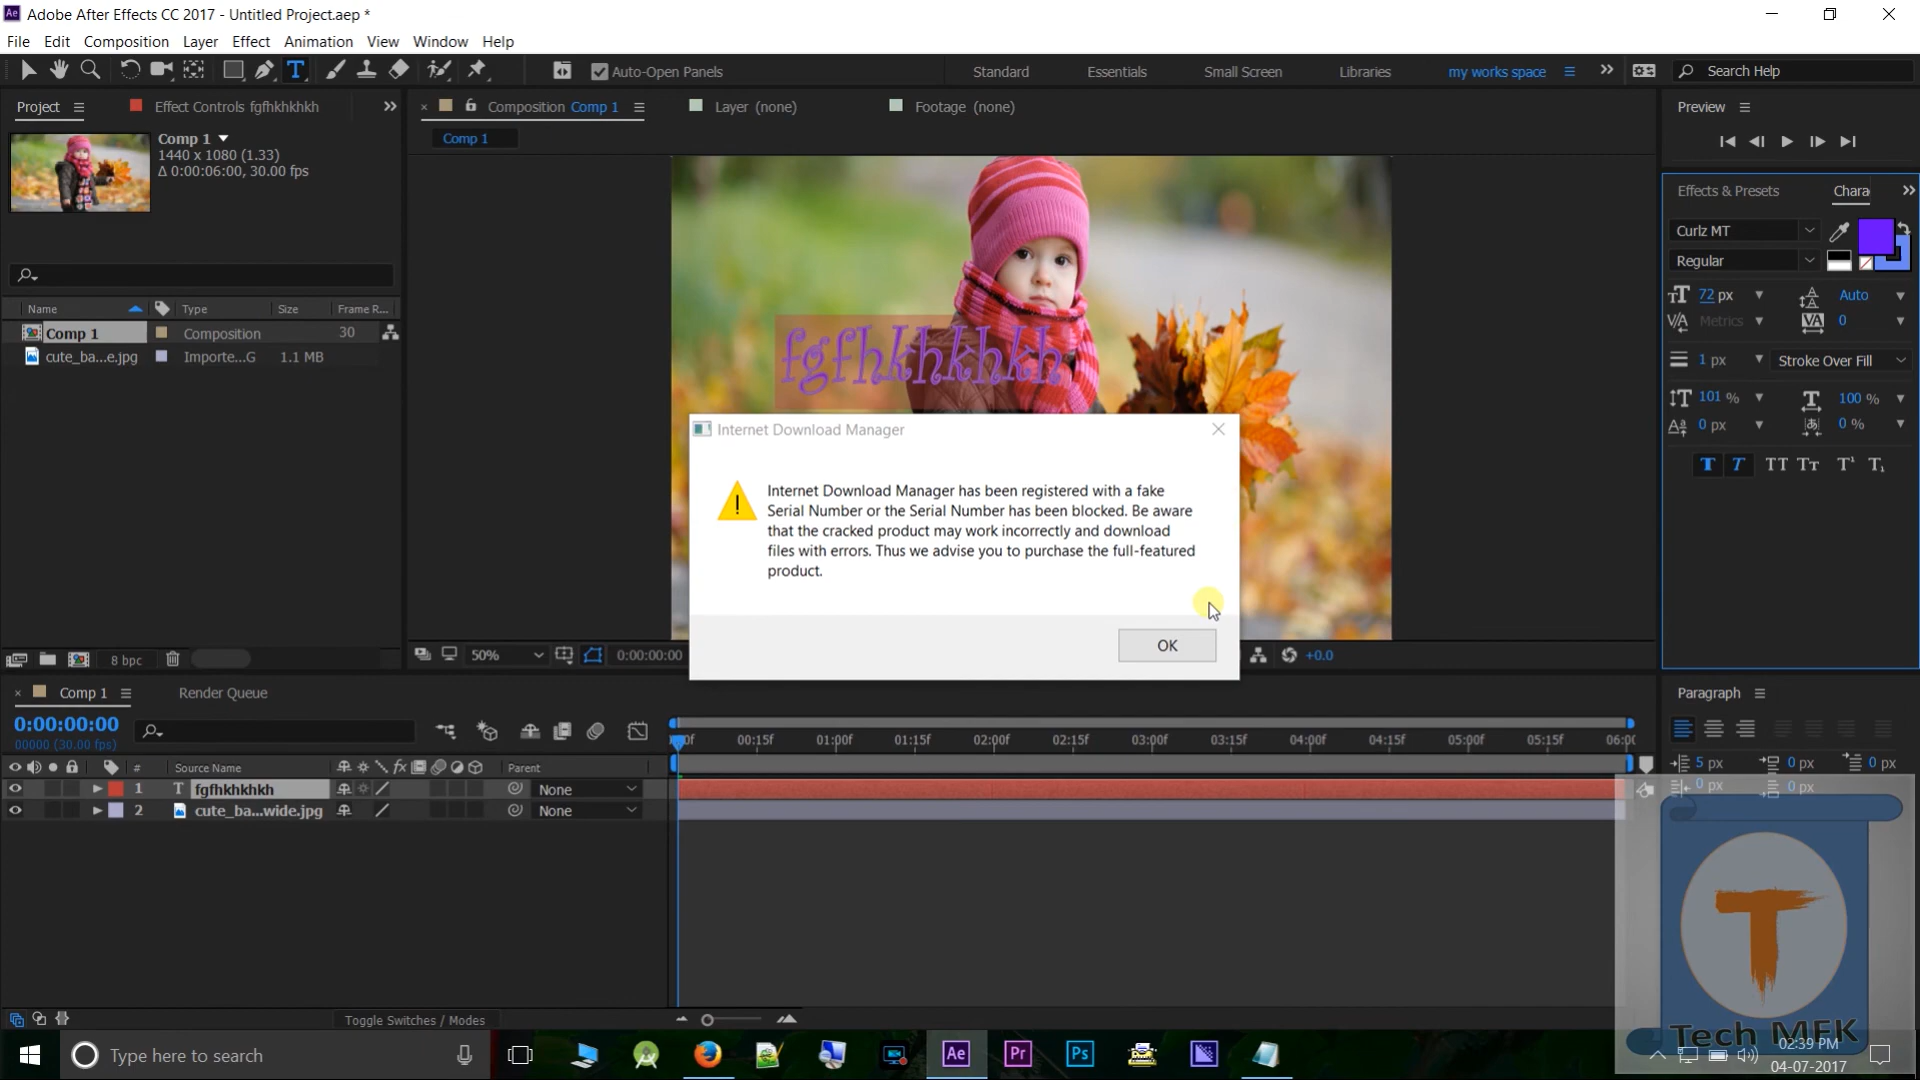 Adobe After Effects CC 2017 - Untitled Project.aep *
File Edit Composition Layer Effect Animation View Window Help
Auto-Open Panels
Standard Essentials Small Screen Libraries my works space
Search Help
Project Effect Controls fgfhkhkhkh
Composition Comp 1 Layer (none) Footage (none)
Preview
Comp 1
1440 x 1080 (1.33)
Δ 0:00:06:00, 30.00 fps
Comp 1
Effects & Presets Chara
Curlz MT
Regular
72 px Auto
Metrics 0
1 px Stroke Over Fill
101 % 100 %
0 px 0 %
T T TT Tт T¹ T₁
Name Type Size Frame R...
Comp 1 Composition 30
cute_ba...e.jpg Importe...G 1.1 MB
fgfhkhkhkh
Internet Download Manager
Internet Download Manager has been registered with a fake
Serial Number or the Serial Number has been blocked. Be aware
that the cracked product may work incorrectly and download
files with errors. Thus we advise you to purchase the full-featured
product.
OK
8 bpc
50% 0:00:00:00
+0.0
Comp 1 Render Queue
0:00:00:00
00000 (30.00 fps)
00:15f 01:00f 01:15f 02:00f 02:15f 03:00f 03:15f 04:00f 04:15f 05:00f 05:15f
# Source Name fx Parent
1 T fgfhkhkhkh None
2 cute_ba...wide.jpg None
Paragraph
5 px 0 px 0 px
0 px 0 px
Toggle Switches / Modes
T
Tech MFK
Type here to search
Ae Pr Ps
02:39 PM
04-07-2017